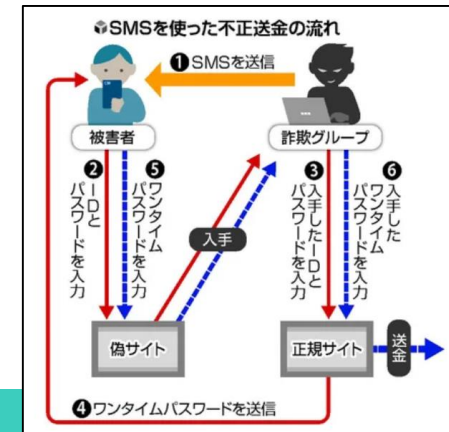 SMSを使った不正送金の流れ
❶SMSを送信
被害者
詐欺グループ
❷IDとパスワードを入力
❺ワンタイムパスワードを入力
❸入手したIDとパスワードを入力
❻入手したワンタイムパスワードを入力
入手
偽サイト
正規サイト
送金
❹ワンタイムパスワードを送信